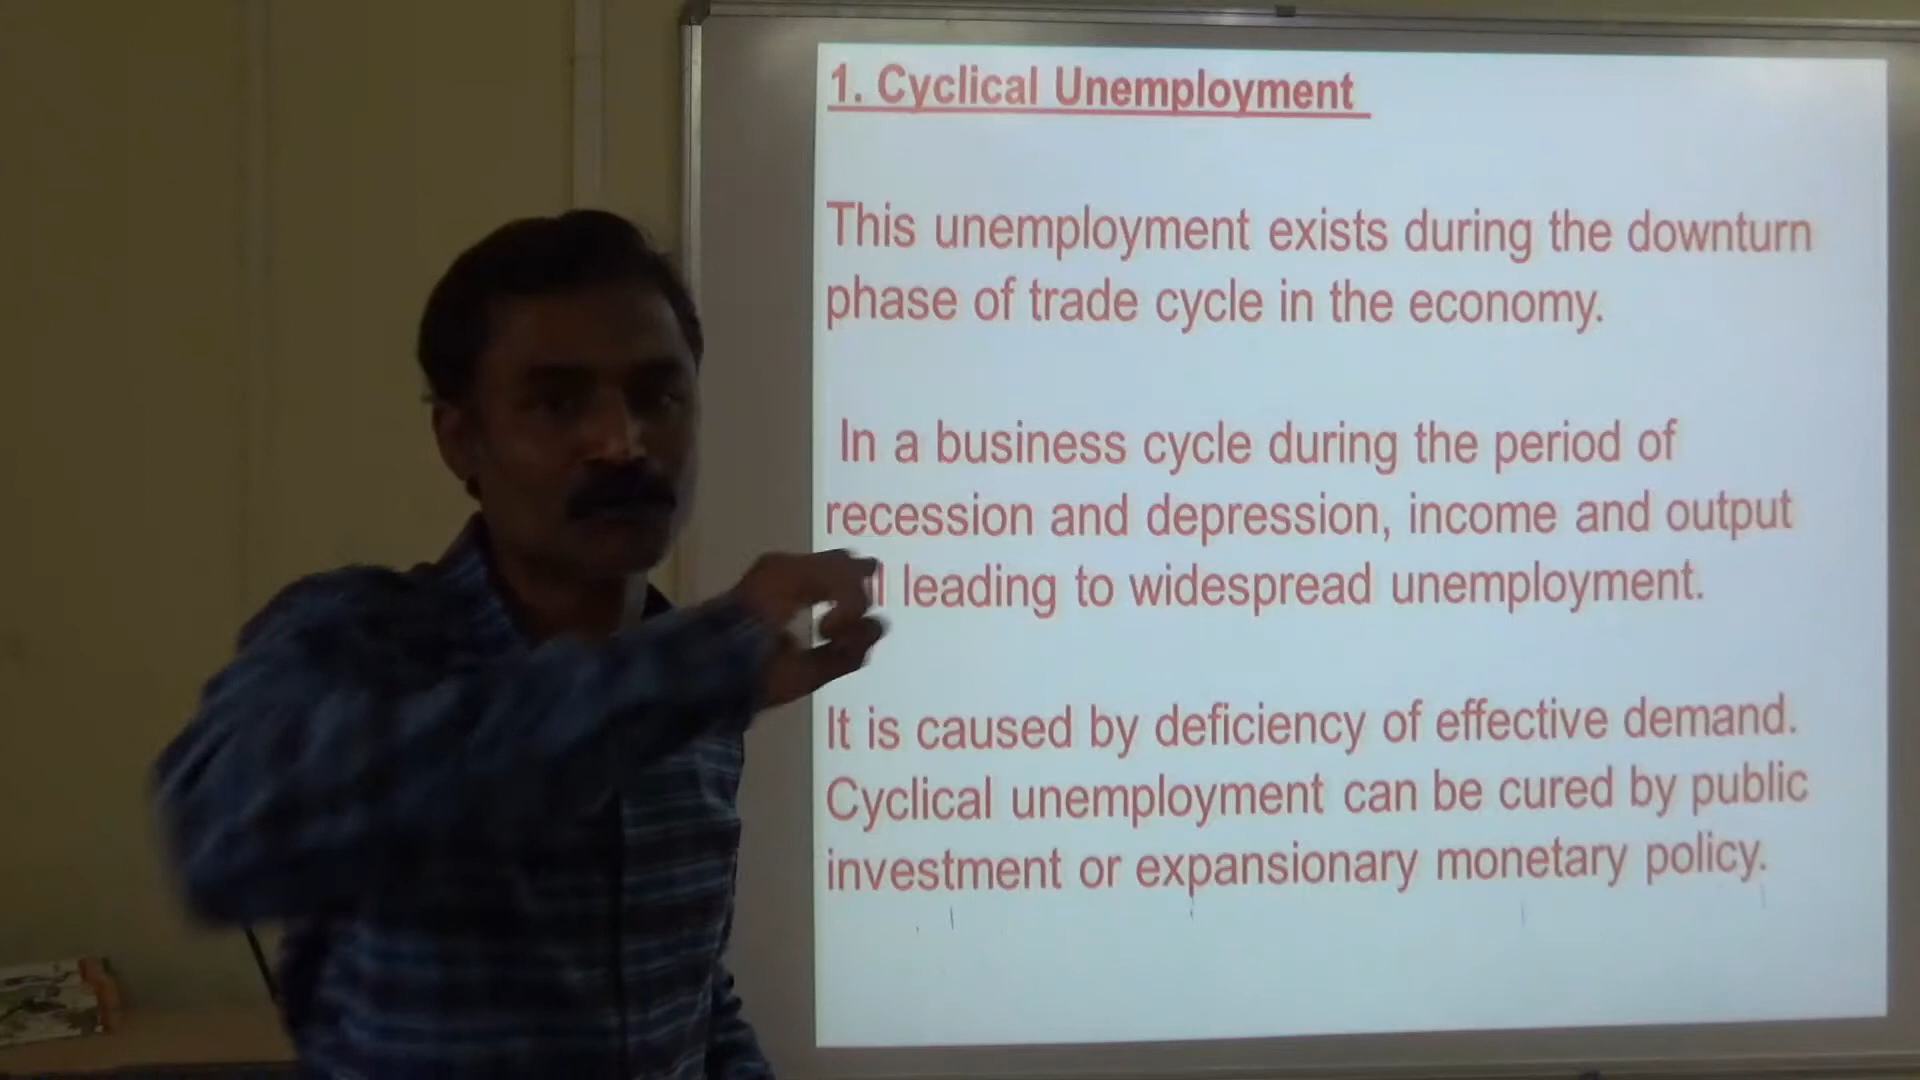 1. Cyclical Unemployment
This unemployment exists during the downturn
phase of trade cycle in the economy.
In a business cycle during the period of
recession and depression, income and output
leading to widespread unemployment.
It is caused by deficiency of effective demand.
Cyclical unemployment can be cured by public
investment or expansionary monetary policy.